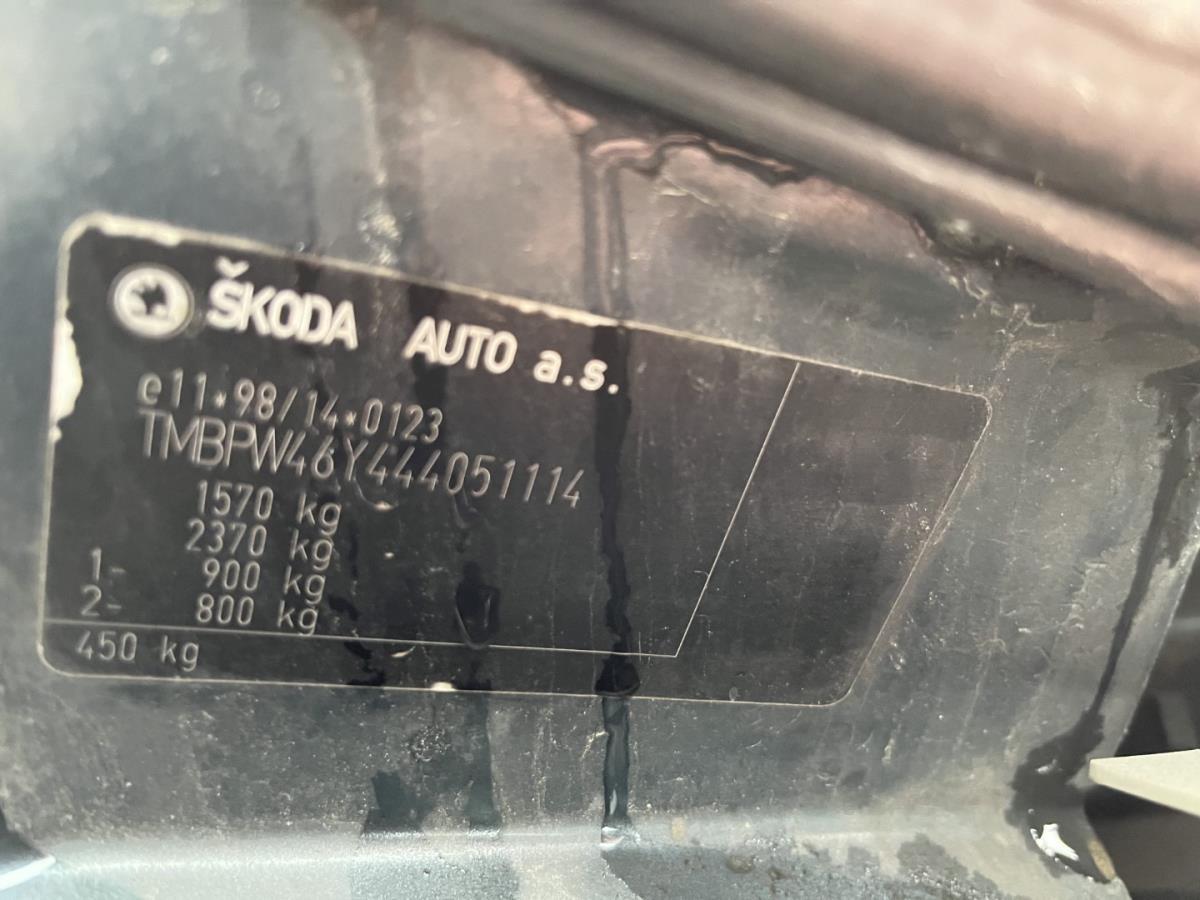 ŠKODA AUTO a.s.
e11*98/14*0123
TMBPW46Y444051114
1570 kg
2370 kg
1- 900 kg
2- 800 kg
450 kg